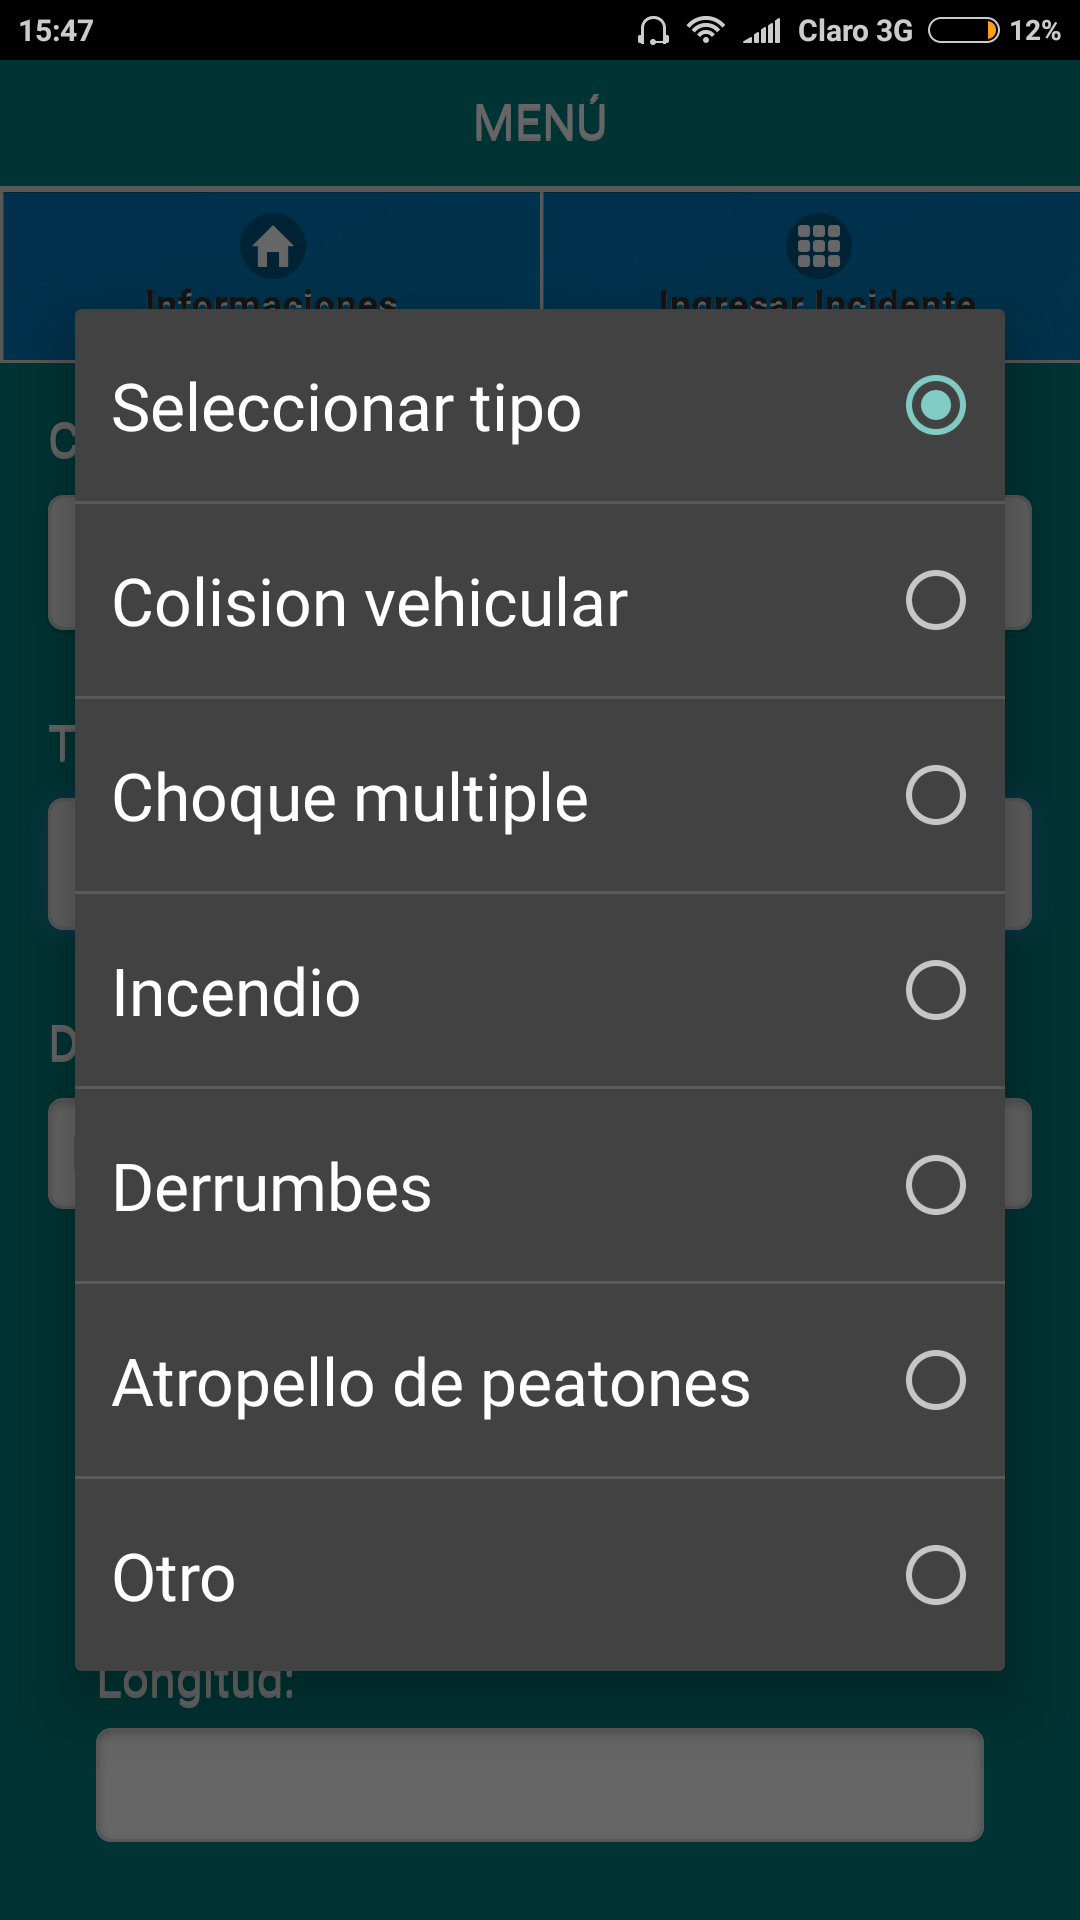 15:47 Claro 3G 12%
MENÚ
Informaciones Ingresar Incidente
C
Seleccionar tipo
Colision vehicular
T
Choque multiple
Incendio
D
Derrumbes
Atropello de peatones
Otro
Longitud: